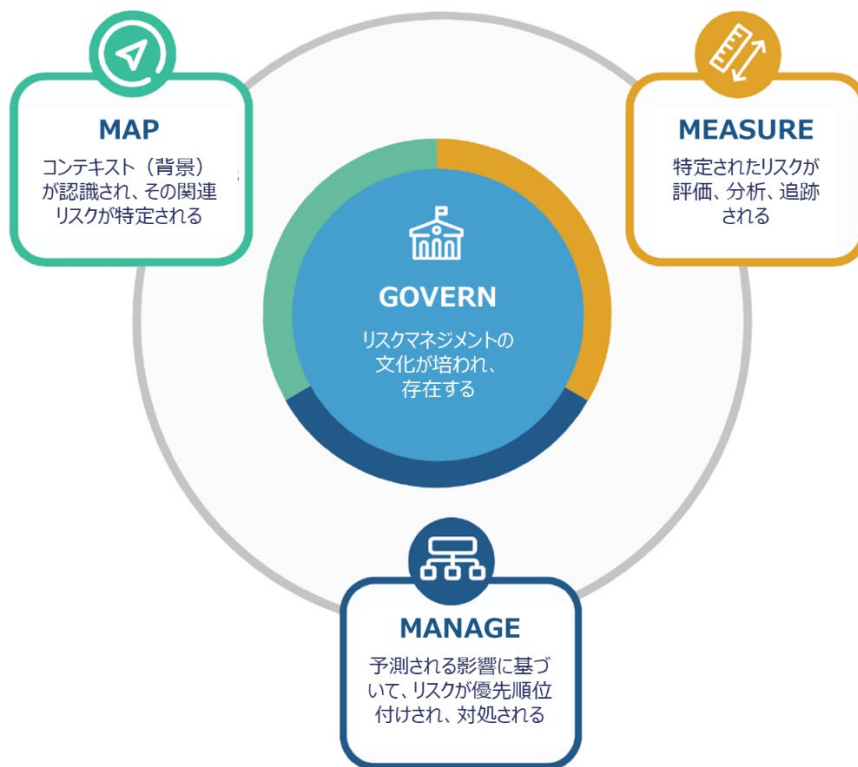 MAP
コンテキスト（背景）
が認識され、その関連
リスクが特定される
MEASURE
特定されたリスクが
評価、分析、追跡
される
GOVERN
リスクマネジメントの
文化が培われ、
存在する
MANAGE
予測される影響に基づ
いて、リスクが優先順位
付けされ、対処される